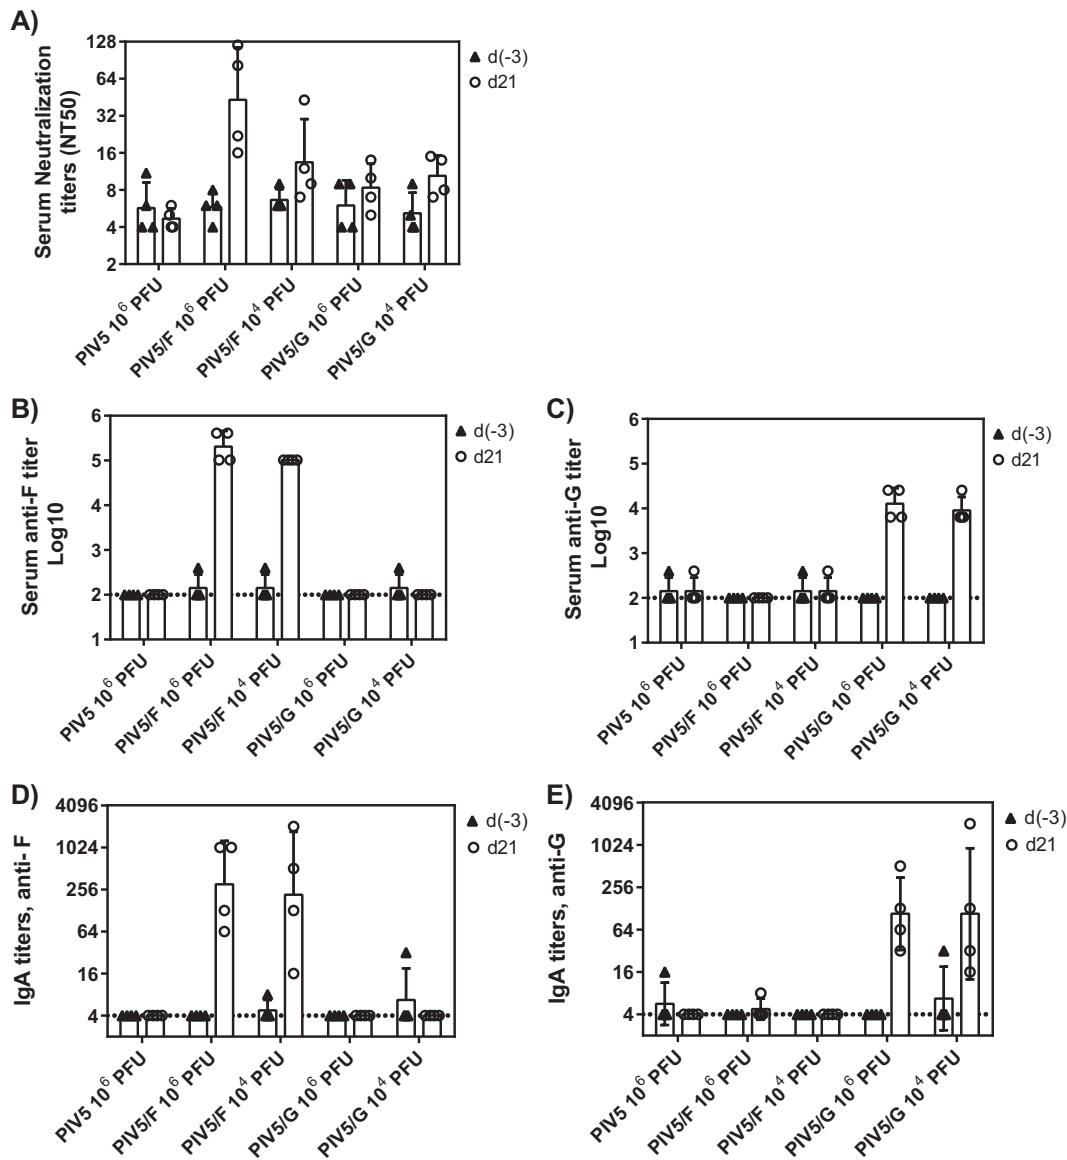 A)
Serum Neutralization
titers (NT50)
128
64
32
16
8
4
2
d(-3)
d21
PIV5 10⁶ PFU
PIV5/F 10⁶ PFU
PIV5/F 10⁴ PFU
PIV5/G 10⁶ PFU
PIV5/G 10⁴ PFU
B)
Serum anti-F titer
Log10
6
5
4
3
2
1
d(-3)
d21
PIV5 10⁶ PFU
PIV5/F 10⁶ PFU
PIV5/F 10⁴ PFU
PIV5/G 10⁶ PFU
PIV5/G 10⁴ PFU
C)
Serum anti-G titer
Log10
6
5
4
3
2
1
d(-3)
d21
PIV5 10⁶ PFU
PIV5/F 10⁶ PFU
PIV5/F 10⁴ PFU
PIV5/G 10⁶ PFU
PIV5/G 10⁴ PFU
D)
IgA titers, anti- F
4096
1024
256
64
16
4
d(-3)
d21
PIV5 10⁶ PFU
PIV5/F 10⁶ PFU
PIV5/F 10⁴ PFU
PIV5/G 10⁶ PFU
PIV5/G 10⁴ PFU
E)
IgA titers, anti-G
4096
1024
256
64
16
4
d(-3)
d21
PIV5 10⁶ PFU
PIV5/F 10⁶ PFU
PIV5/F 10⁴ PFU
PIV5/G 10⁶ PFU
PIV5/G 10⁴ PFU